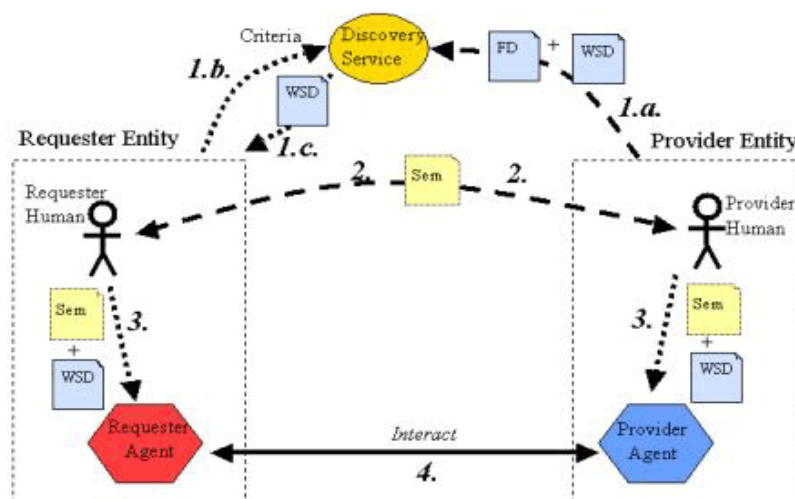 Criteria
Discovery
Service
FD
+
WSD
1.b.
WSD
1.a.
Requester Entity
1.c.
Provider Entity
Requester
Human
2.
Sem
2.
Provider
Human
Sem
+
WSD
3.
3.
Sem
+
WSD
Requester
Agent
Interact
4.
Provider
Agent